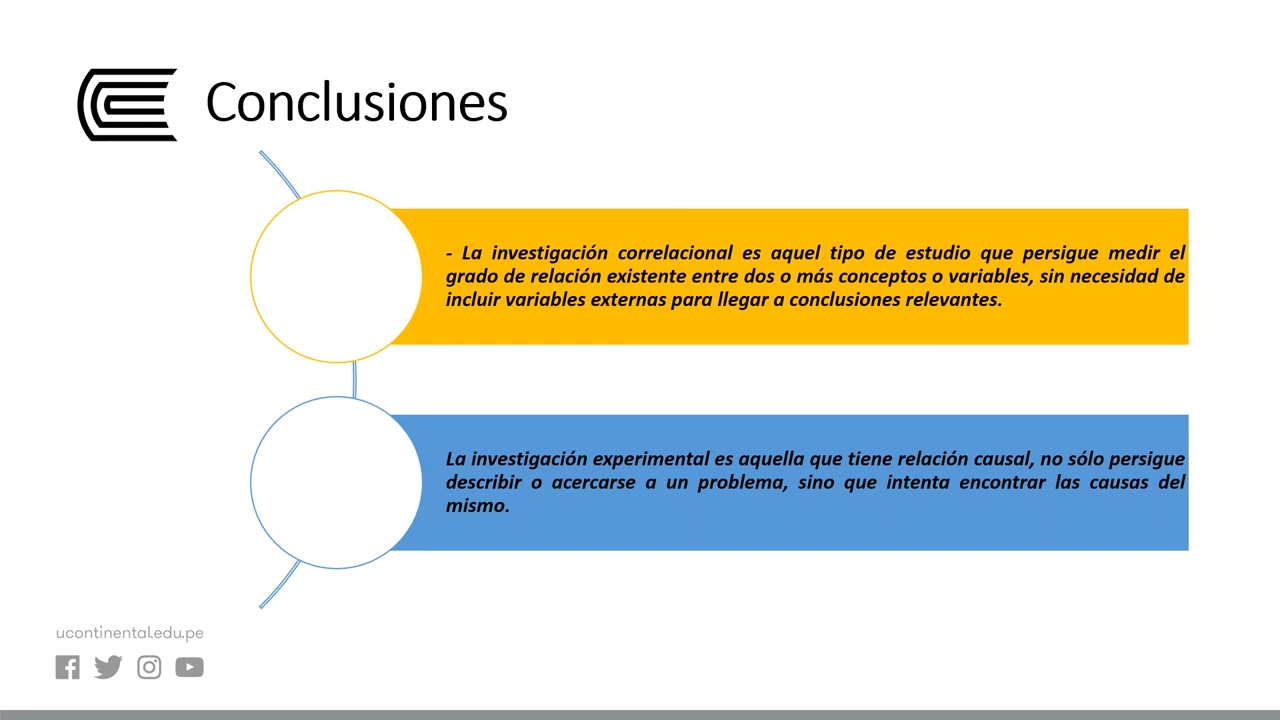 Conclusiones
- La investigación correlacional es aquel tipo de estudio que persigue medir el
grado de relación existente entre dos o más conceptos o variables, sin necesidad de
incluir variables externas para llegar a conclusiones relevantes.
La investigación experimental es aquella que tiene relación causal, no sólo persigue
describir o acercarse a un problema, sino que intenta encontrar las causas del
mismo.
ucontinental.edu.pe